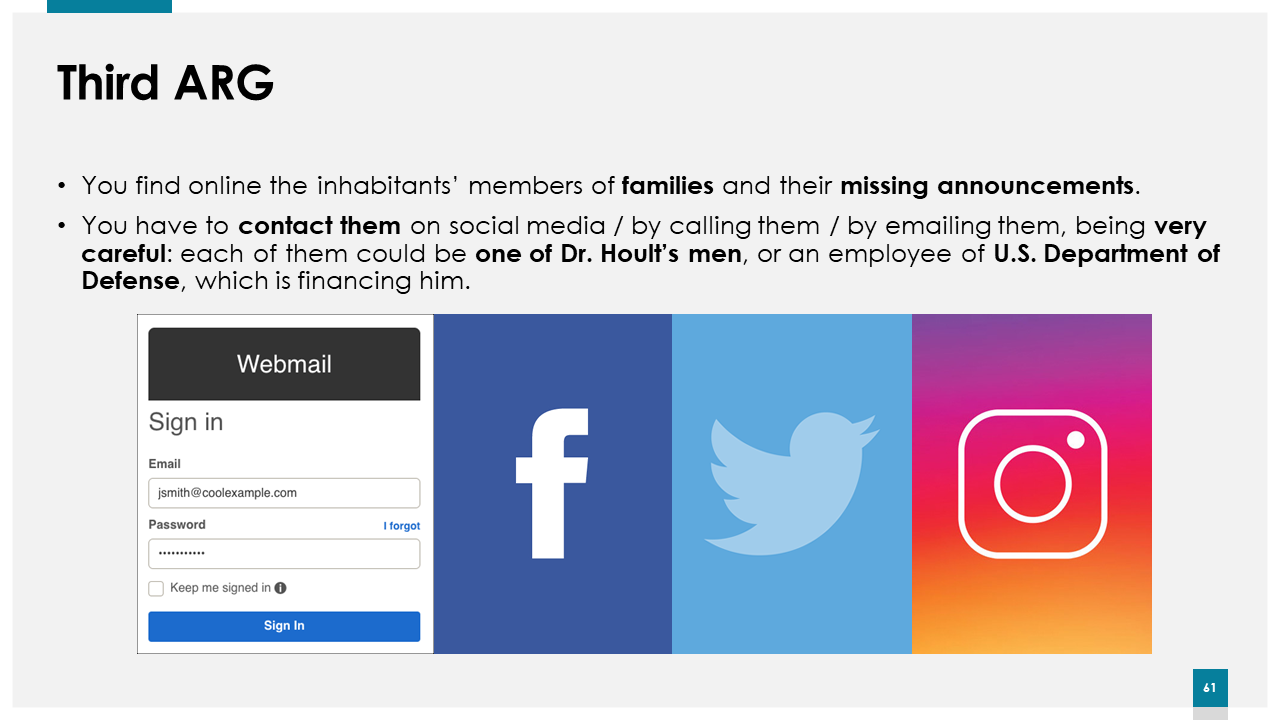 Third ARG
• You find online the inhabitants’ members of families and their missing announcements.
• You have to contact them on social media / by calling them / by emailing them, being very
careful: each of them could be one of Dr. Hoult’s men, or an employee of U.S. Department of
Defense, which is financing him.
Webmail
Sign in
Email
jsmith@coolexample.com
Password I forgot
•••••••••••
Keep me signed in
Sign In
61